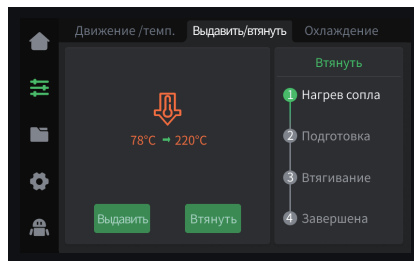 Движение /темп. Выдавить/втянуть Охлаждение
Втянуть
1 Нагрев сопла
78°C → 220°C
2 Подготовка
3 Втягивание
Выдавить Втянуть
4 Завершена